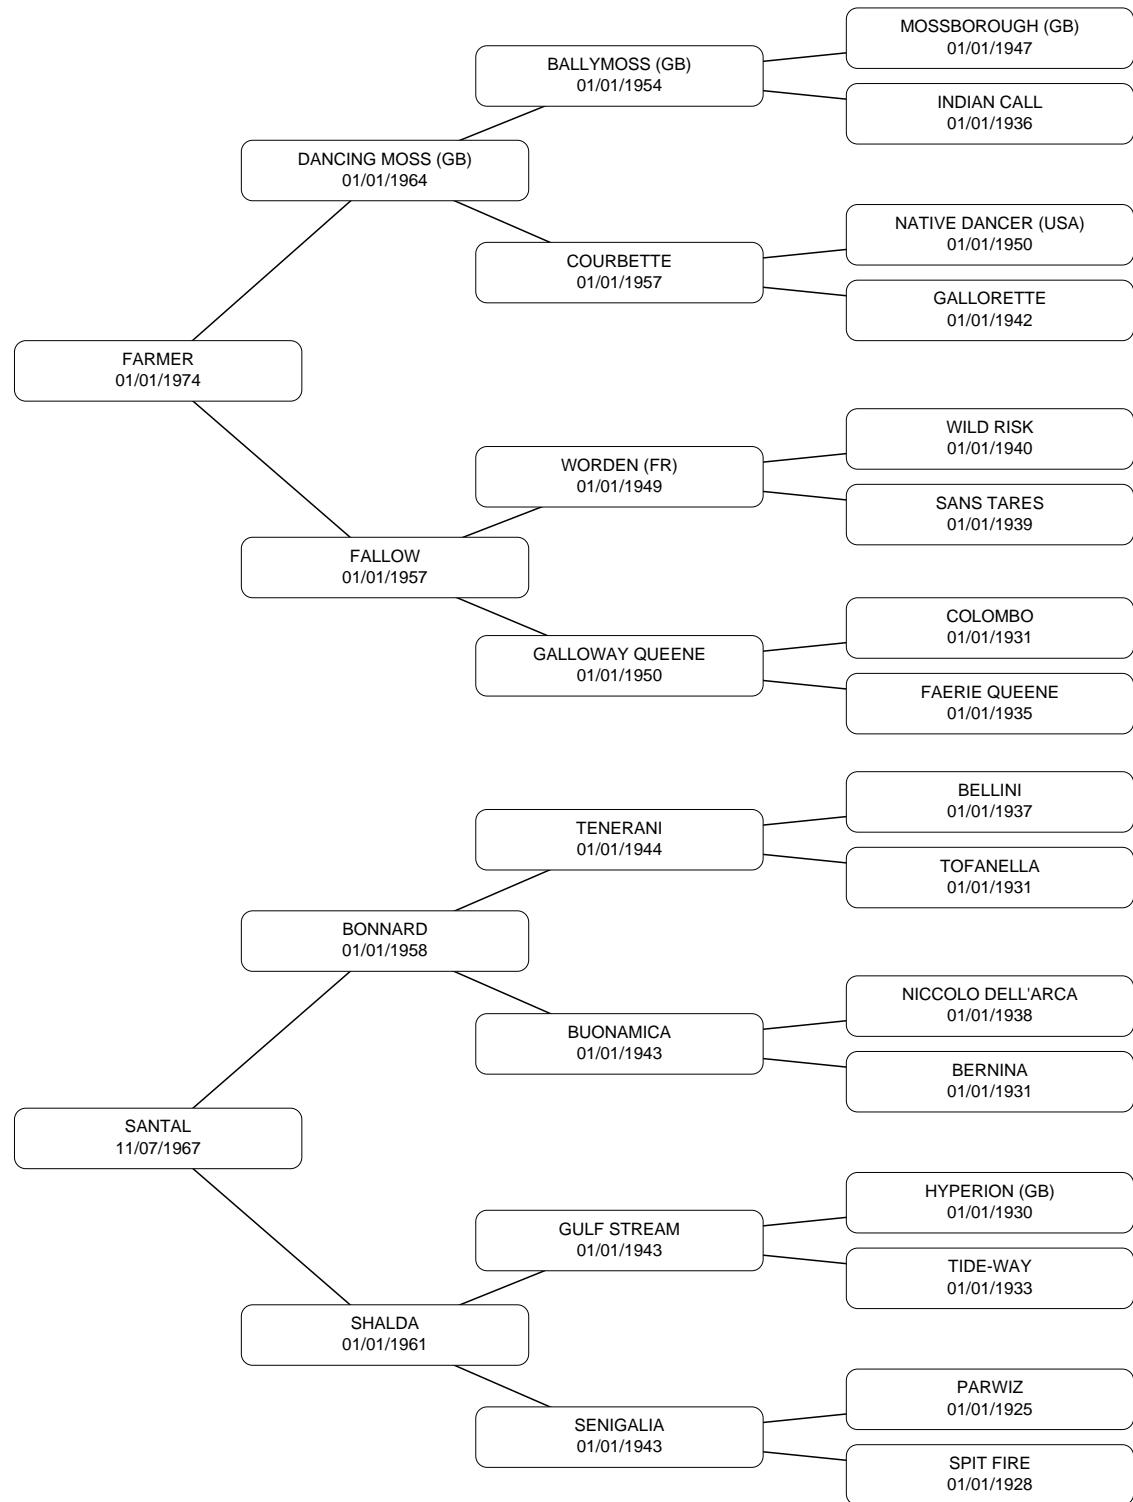 MOSSBOROUGH (GB)
01/01/1947
BALLYMOSS (GB)
01/01/1954
INDIAN CALL
01/01/1936
DANCING MOSS (GB)
01/01/1964
NATIVE DANCER (USA)
01/01/1950
COURBETTE
01/01/1957
GALLORETTE
01/01/1942
FARMER
01/01/1974
WILD RISK
01/01/1940
WORDEN (FR)
01/01/1949
SANS TARES
01/01/1939
FALLOW
01/01/1957
COLOMBO
01/01/1931
GALLOWAY QUEENE
01/01/1950
FAERIE QUEENE
01/01/1935
BELLINI
01/01/1937
TENERANI
01/01/1944
TOFANELLA
01/01/1931
BONNARD
01/01/1958
NICCOLO DELL'ARCA
01/01/1938
BUONAMICA
01/01/1943
BERNINA
01/01/1931
SANTAL
11/07/1967
HYPERION (GB)
01/01/1930
GULF STREAM
01/01/1943
TIDE-WAY
01/01/1933
SHALDA
01/01/1961
PARWIZ
01/01/1925
SENIGALIA
01/01/1943
SPIT FIRE
01/01/1928